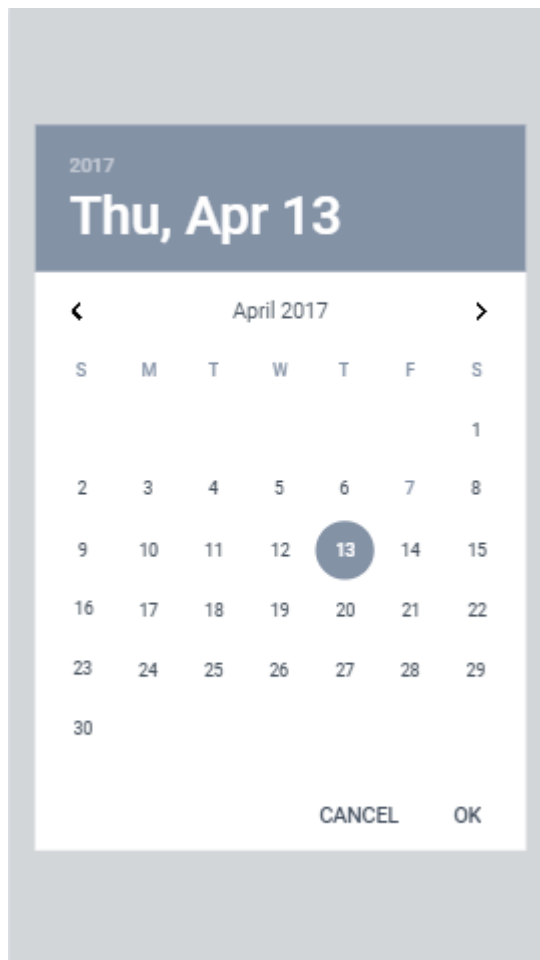 2017
Thu, Apr 13
April 2017
S M T W T F S
1
2 3 4 5 6 7 8
9 10 11 12 13 14 15
16 17 18 19 20 21 22
23 24 25 26 27 28 29
30
CANCEL OK